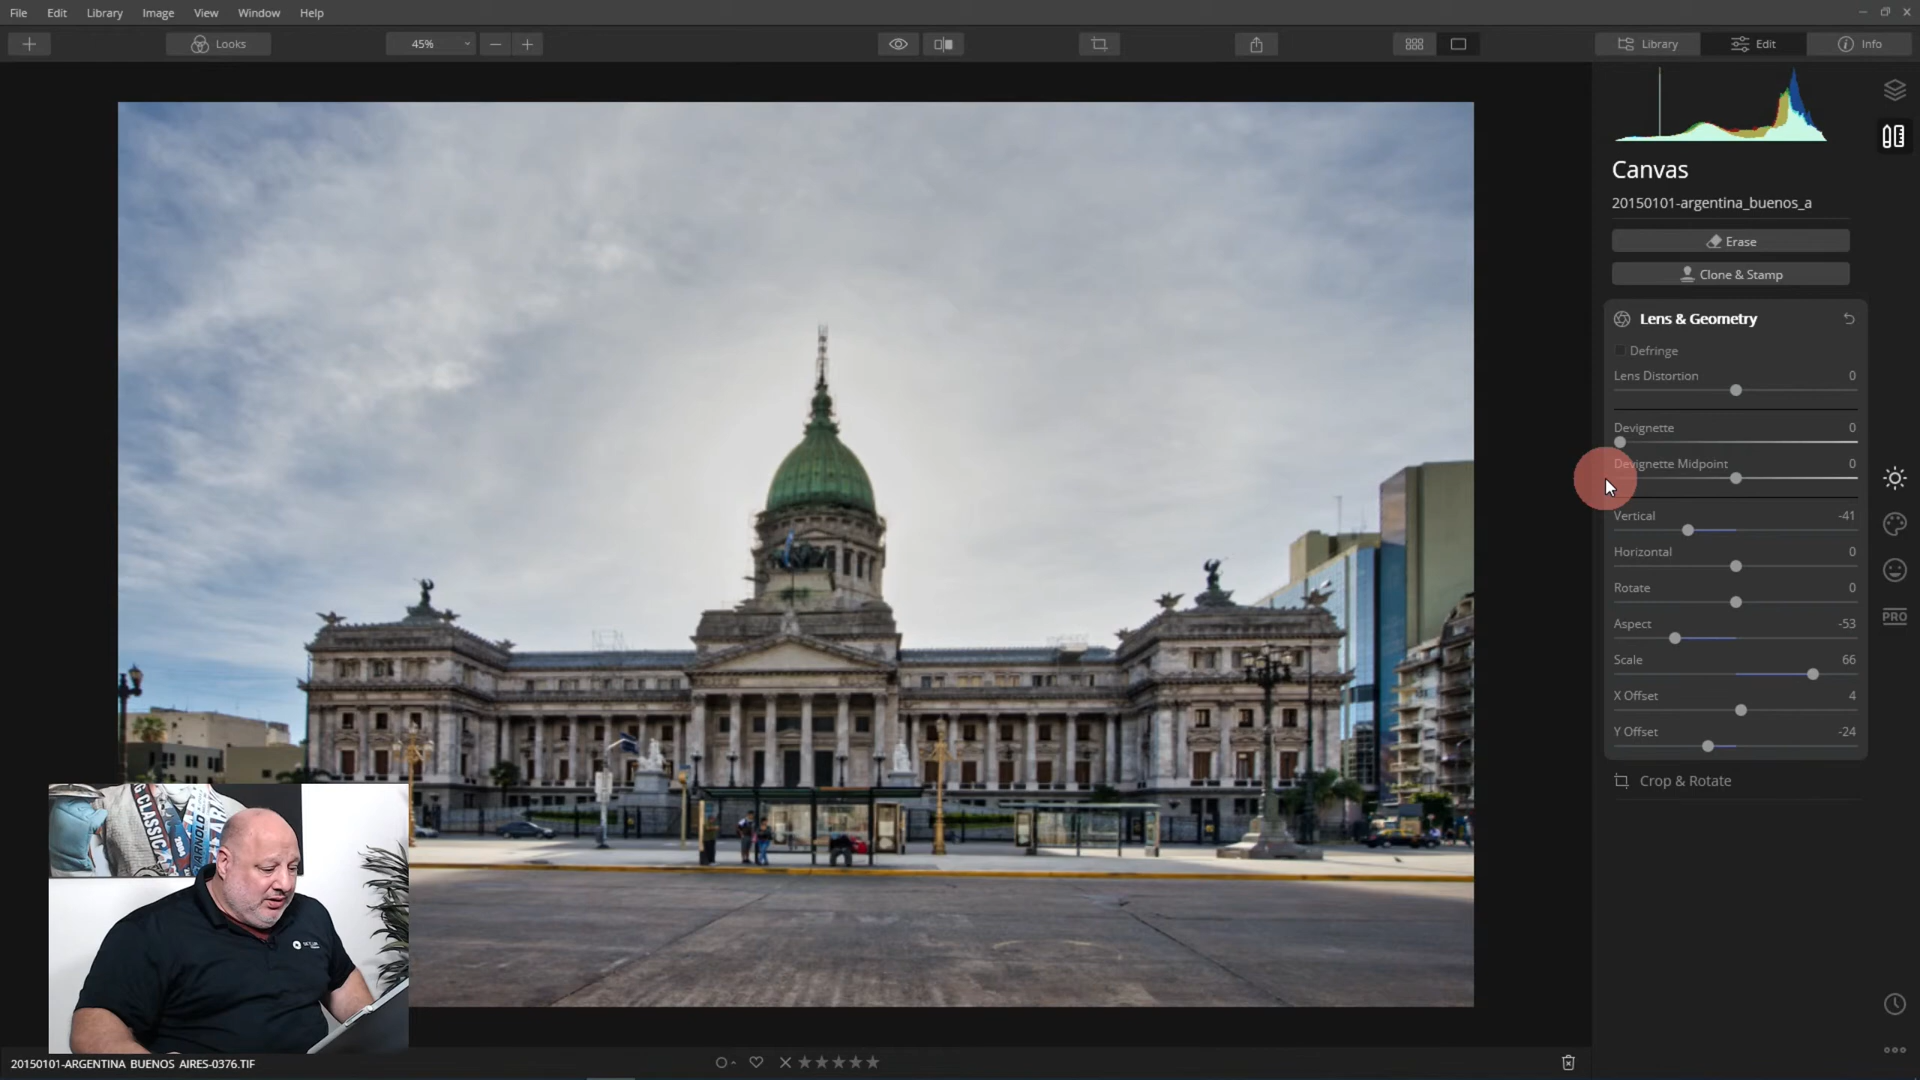 File Edit Library Image View Window Help
Looks 45% Library Edit Info
Canvas
20150101-argentina_buenos_a
Erase
Clone & Stamp
Lens & Geometry
Defringe
Lens Distortion 0
Devignette 0
Devignette Midpoint 0
Vertical -41
Horizontal 0
Rotate 0
Aspect -53
Scale 66
X Offset 4
Y Offset -24
Crop & Rotate
PRO
CLASSIC
ARNOLD
20150101-ARGENTINA BUENOS AIRES-0376.TIF